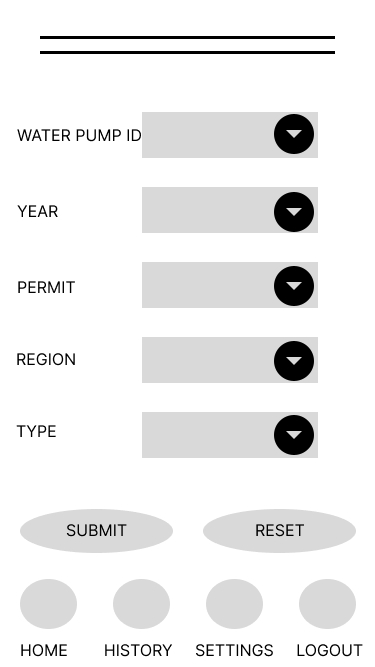 WATER PUMP ID
YEAR
PERMIT
REGION
TYPE
SUBMIT RESET
HOME HISTORY SETTINGS LOGOUT